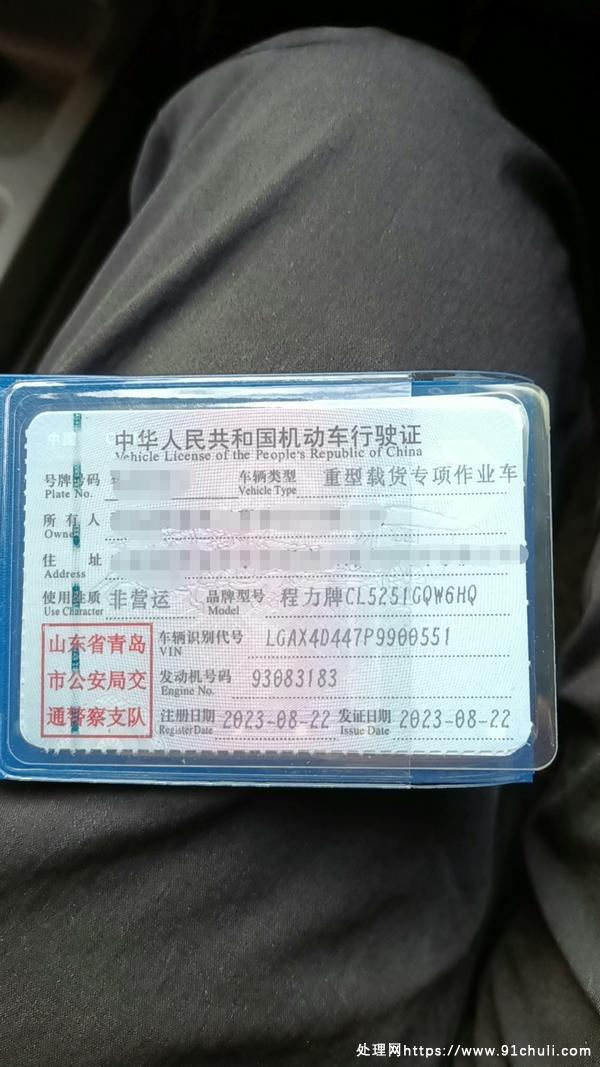 中国
中华人民共和国机动车行驶证
Vehicle License of the People's Republic of China
号牌号码 车辆类型 重型载货专项作业车
Plate No. Vehicle Type
所有人
Owner
住址
Address
使用性质 非营运 品牌型号 程力牌CL5251GQW6HQ
Use Character Model
山东省青岛
市公安局交
通警察支队
车辆识别代号 LGAX4D447P9900551
VIN
发动机号码 93083183
Engine No.
注册日期 2023-08-22 发证日期 2023-08-22
Register Date Issue Date
处理网https://www.91chuli.com